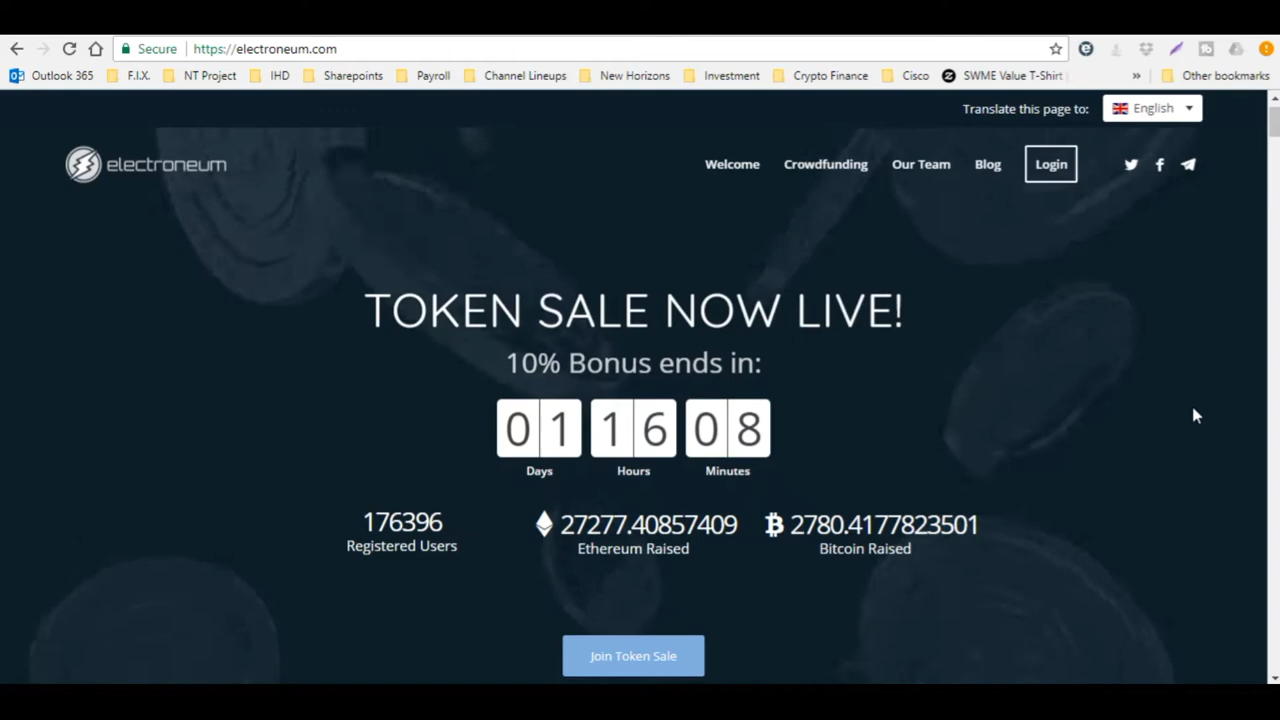 Secure https://electroneum.com
Outlook 365 F.I.X. NT Project IHD Sharepoints Payroll Channel Lineups New Horizons Investment Crypto Finance Cisco SWME Value T-Shirt » Other bookmarks
Translate this page to: English
electroneum Welcome Crowdfunding Our Team Blog Login
TOKEN SALE NOW LIVE!
10% Bonus ends in:
01 16 08
Days Hours Minutes
176396 27277.40857409 2780.4177823501
Registered Users Ethereum Raised Bitcoin Raised
Join Token Sale